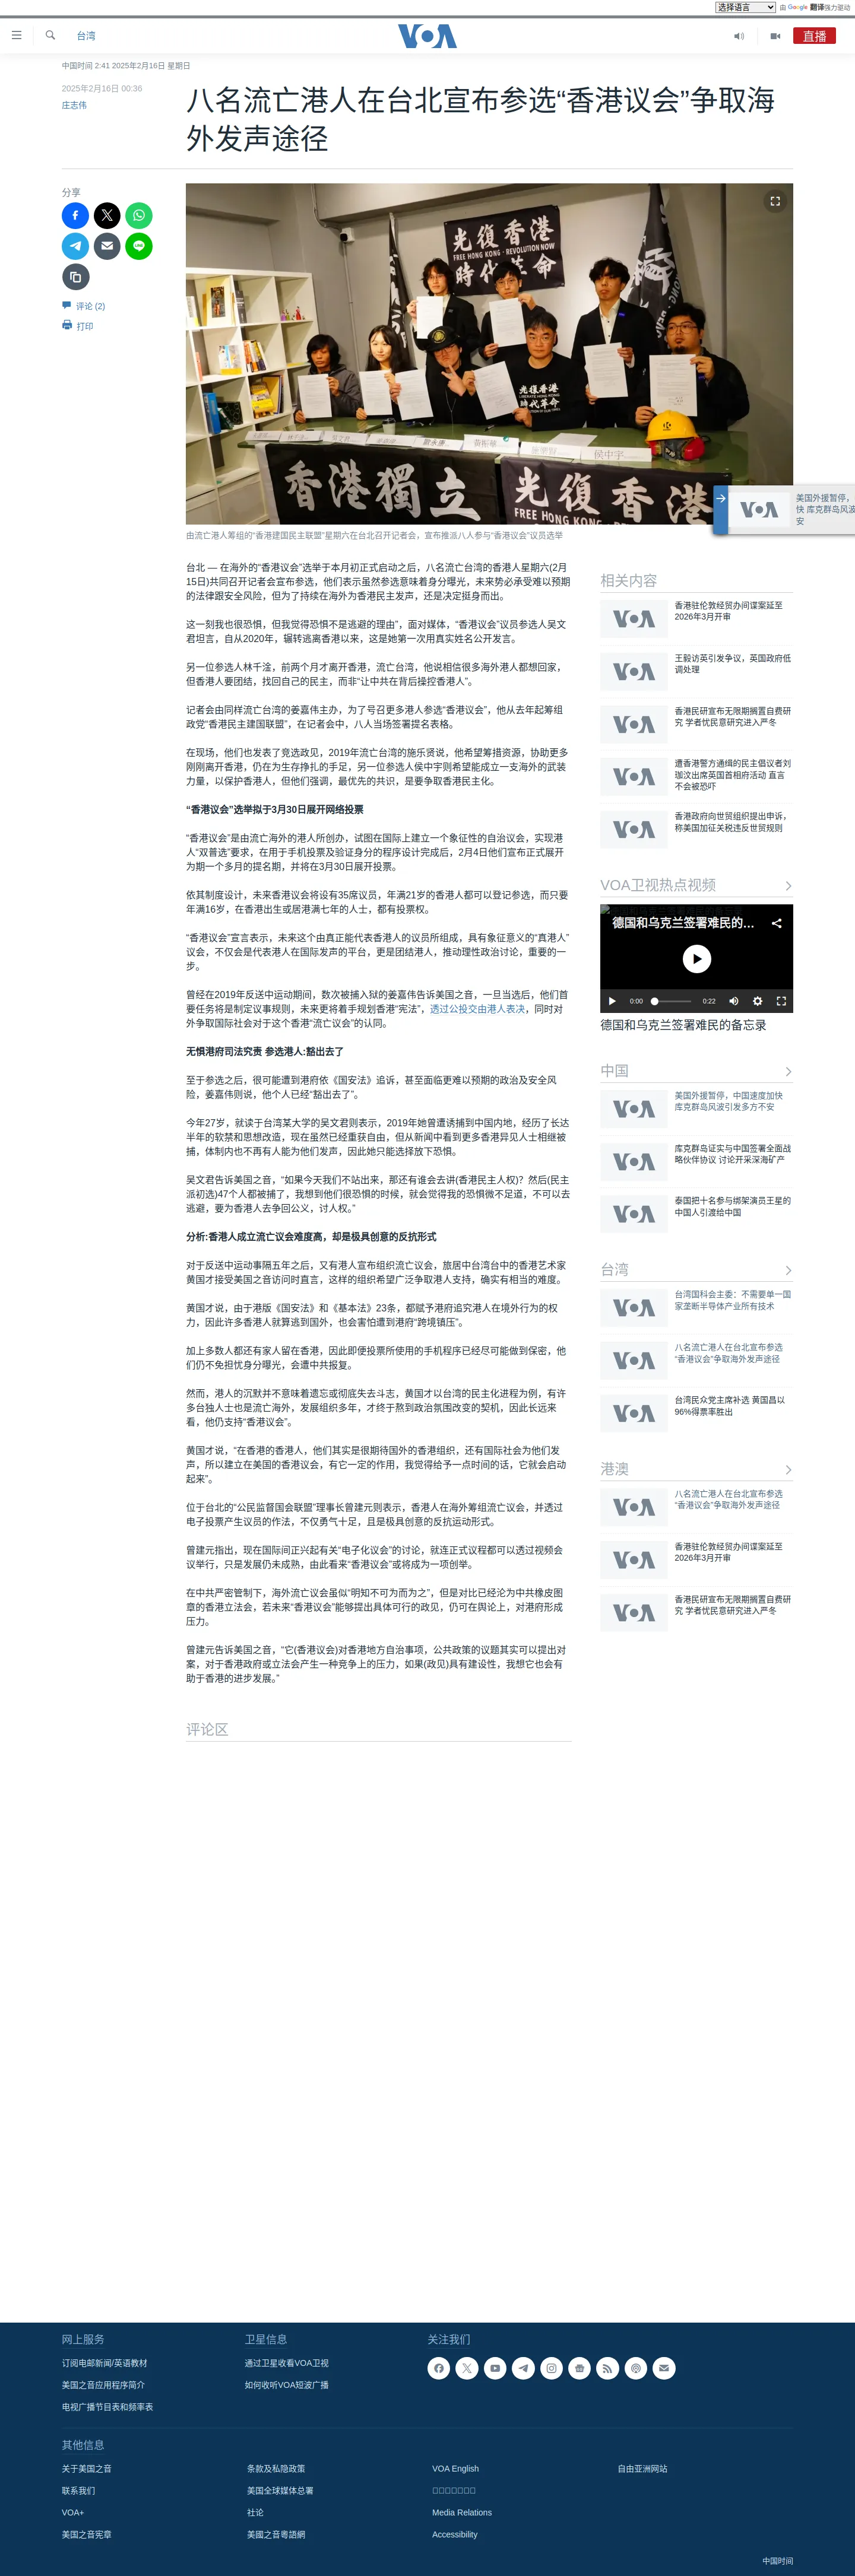 选择语言 由 Google 翻译强力驱动
台湾
VOA
直播
中国时间 2:41 2025年2月16日 星期日
2025年2月16日 00:36
庄志伟
八名流亡港人在台北宣布参选“香港议会”争取海
外发声途径
分享
评论 (2)
打印
光復香港
FREE HONG KONG · REVOLUTION NOW
時代革命
光復香港
時代革命
侯中宇
香港獨立
光復香港
FREE HONG KONG
由流亡港人筹组的“香港建国民主联盟”星期六在台北召开记者会，宣布推派八人参与“香港议会”议员选举
美国外援暂停，
快 库克群岛风波
安
台北 — 在海外的“香港议会”选举于本月初正式启动之后，八名流亡台湾的香港人星期六(2月
15日)共同召开记者会宣布参选，他们表示虽然参选意味着身分曝光，未来势必承受难以预期
的法律跟安全风险，但为了持续在海外为香港民主发声，还是决定挺身而出。
这一刻我也很恐惧，但我觉得恐惧不是逃避的理由”，面对媒体，“香港议会”议员参选人吴文
君坦言，自从2020年，辗转逃离香港以来，这是她第一次用真实姓名公开发言。
另一位参选人林千淦，前两个月才离开香港，流亡台湾，他说相信很多海外港人都想回家，
但香港人要团结，找回自己的民主，而非“让中共在背后操控香港人”。
记者会由同样流亡台湾的姜嘉伟主办，为了号召更多港人参选“香港议会”，他从去年起筹组
政党“香港民主建国联盟”，在记者会中，八人当场签署提名表格。
在现场，他们也发表了竞选政见，2019年流亡台湾的施乐贤说，他希望筹措资源，协助更多
刚刚离开香港，仍在为生存挣扎的手足，另一位参选人侯中宇则希望能成立一支海外的武装
力量，以保护香港人，但他们强调，最优先的共识，是要争取香港民主化。
“香港议会”选举拟于3月30日展开网络投票
“香港议会”是由流亡海外的港人所创办，试图在国际上建立一个象征性的自治议会，实现港
人“双普选”要求，在用于手机投票及验证身分的程序设计完成后，2月4日他们宣布正式展开
为期一个多月的提名期，并将在3月30日展开投票。
依其制度设计，未来香港议会将设有35席议员，年满21岁的香港人都可以登记参选，而只要
年满16岁，在香港出生或居港满七年的人士，都有投票权。
“香港议会”宣言表示，未来这个由真正能代表香港人的议员所组成，具有象征意义的“真港人”
议会，不仅会是代表港人在国际发声的平台，更是团结港人，推动理性政治讨论，重要的一
步。
曾经在2019年反送中运动期间，数次被捕入狱的姜嘉伟告诉美国之音，一旦当选后，他们首
要任务将是制定议事规则，未来更将着手规划香港“宪法”，透过公投交由港人表决，同时对
外争取国际社会对于这个香港“流亡议会”的认同。
无惧港府司法究责 参选港人:豁出去了
至于参选之后，很可能遭到港府依《国安法》追诉，甚至面临更难以预期的政治及安全风
险，姜嘉伟则说，他个人已经“豁出去了”。
今年27岁，就读于台湾某大学的吴文君则表示，2019年她曾遭诱捕到中国内地，经历了长达
半年的软禁和思想改造，现在虽然已经重获自由，但从新闻中看到更多香港异见人士相继被
捕，体制内也不再有人能为他们发声，因此她只能选择放下恐惧。
吴文君告诉美国之音，“如果今天我们不站出来，那还有谁会去讲(香港民主人权)？然后(民主
派初选)47个人都被捕了，我想到他们很恐惧的时候，就会觉得我的恐惧微不足道，不可以去
逃避，要为香港人去争回公义，讨人权。”
分析:香港人成立流亡议会难度高，却是极具创意的反抗形式
对于反送中运动事隔五年之后，又有港人宣布组织流亡议会，旅居中台湾台中的香港艺术家
黄国才接受美国之音访问时直言，这样的组织希望广泛争取港人支持，确实有相当的难度。
黄国才说，由于港版《国安法》和《基本法》23条，都赋予港府追究港人在境外行为的权
力，因此许多香港人就算逃到国外，也会害怕遭到港府“跨境镇压”。
加上多数人都还有家人留在香港，因此即便投票所使用的手机程序已经尽可能做到保密，他
们仍不免担忧身分曝光，会遭中共报复。
然而，港人的沉默并不意味着遗忘或彻底失去斗志，黄国才以台湾的民主化进程为例，有许
多台独人士也是流亡海外，发展组织多年，才终于熬到政治氛围改变的契机，因此长远来
看，他仍支持“香港议会”。
黄国才说，“在香港的香港人，他们其实是很期待国外的香港组织，还有国际社会为他们发
声，所以建立在美国的香港议会，有它一定的作用，我觉得给予一点时间的话，它就会启动
起来”。
位于台北的“公民监督国会联盟”理事长曾建元则表示，香港人在海外筹组流亡议会，并透过
电子投票产生议员的作法，不仅勇气十足，且是极具创意的反抗运动形式。
曾建元指出，现在国际间正兴起有关“电子化议会”的讨论，就连正式议程都可以透过视频会
议举行，只是发展仍未成熟，由此看来“香港议会”或将成为一项创举。
在中共严密管制下，海外流亡议会虽似“明知不可为而为之”，但是对比已经沦为中共橡皮图
章的香港立法会，若未来“香港议会”能够提出具体可行的政见，仍可在舆论上，对港府形成
压力。
曾建元告诉美国之音，“它(香港议会)对香港地方自治事项，公共政策的议题其实可以提出对
案，对于香港政府或立法会产生一种竞争上的压力，如果(政见)具有建设性，我想它也会有
助于香港的进步发展。”
评论区
相关内容
香港驻伦敦经贸办间谍案延至
2026年3月开审
王毅访英引发争议，英国政府低
调处理
香港民研宣布无限期搁置自费研
究 学者忧民意研究进入严冬
遭香港警方通缉的民主倡议者刘
珈汶出席英国首相府活动 直言
不会被恐吓
香港政府向世贸组织提出申诉，
称美国加征关税违反世贸规则
VOA卫视热点视频
德国和乌克兰签署难民的...
0:00
0:22
德国和乌克兰签署难民的备忘录
中国
美国外援暂停，中国速度加快
库克群岛风波引发多方不安
库克群岛证实与中国签署全面战
略伙伴协议 讨论开采深海矿产
泰国把十名参与绑架演员王星的
中国人引渡给中国
台湾
台湾国科会主委：不需要单一国
家垄断半导体产业所有技术
八名流亡港人在台北宣布参选
“香港议会”争取海外发声途径
台湾民众党主席补选 黄国昌以
96%得票率胜出
港澳
八名流亡港人在台北宣布参选
“香港议会”争取海外发声途径
香港驻伦敦经贸办间谍案延至
2026年3月开审
香港民研宣布无限期搁置自费研
究 学者忧民意研究进入严冬
网上服务
订阅电邮新闻/英语教材
美国之音应用程序简介
电视广播节目表和频率表
卫星信息
通过卫星收看VOA卫视
如何收听VOA短波广播
关注我们
其他信息
关于美国之音
联系我们
VOA+
美国之音宪章
条款及私隐政策
美国全球媒体总署
社论
美國之音粵語網
VOA English
Media Relations
Accessibility
自由亚洲网站
中国时间